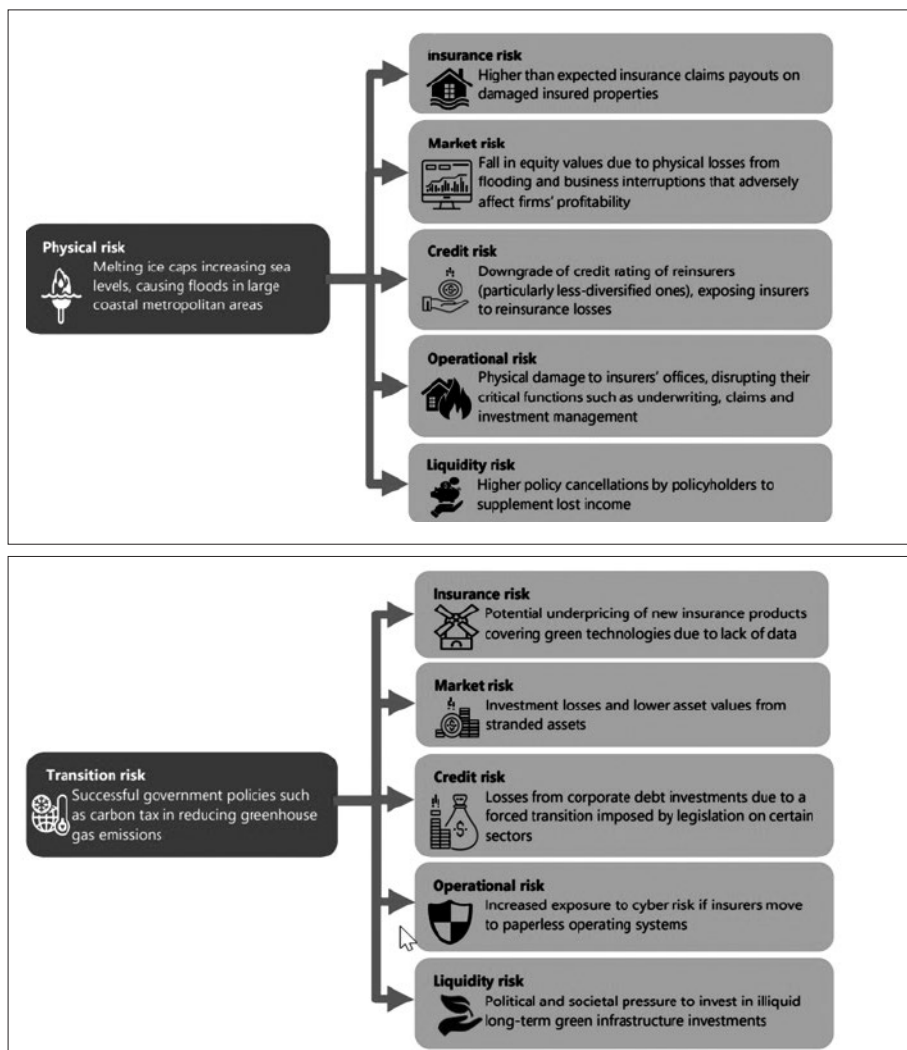 insurance risk
Higher than expected insurance claims payouts on
damaged insured properties
Market risk
Fall in equity values due to physical losses from
flooding and business interruptions that adversely
affect firms' profitability
Physical risk
Melting ice caps increasing sea
levels, causing floods in large
coastal metropolitan areas
Credit risk
Downgrade of credit rating of reinsurers
(particularly less-diversified ones), exposing insurers
to reinsurance losses
Operational risk
Physical damage to insurers' offices, disrupting their
critical functions such as underwriting, claims and
investment management
Liquidity risk
Higher policy cancellations by policyholders to
supplement lost income
Insurance risk
Potential underpricing of new insurance products
covering green technologies due to lack of data
Market risk
Investment losses and lower asset values from
stranded assets
Transition risk
Successful government policies such
as carbon tax in reducing greenhouse
gas emissions
Credit risk
Losses from corporate debt investments due to a
forced transition imposed by legislation on certain
sectors
Operational risk
Increased exposure to cyber risk if insurers move
to paperless operating systems
Liquidity risk
Political and societal pressure to invest in illiquid
long-term green infrastructure investments